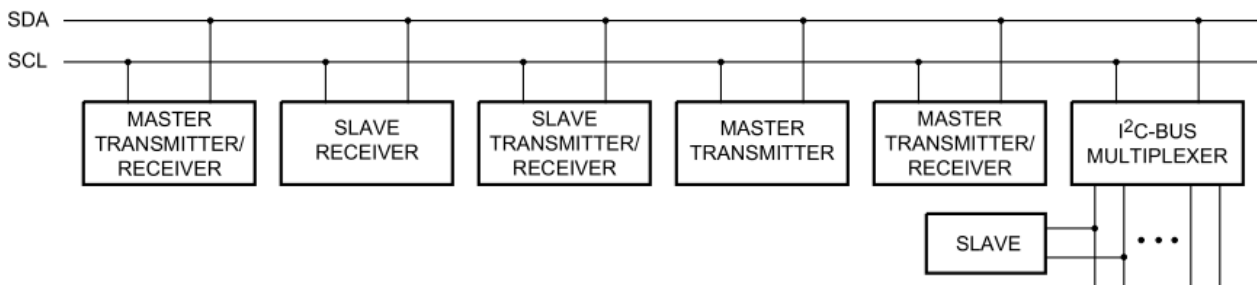 SDA
SCL
MASTER
TRANSMITTER/
RECEIVER
SLAVE
RECEIVER
SLAVE
TRANSMITTER/
RECEIVER
MASTER
TRANSMITTER
MASTER
TRANSMITTER/
RECEIVER
I²C-BUS
MULTIPLEXER
SLAVE